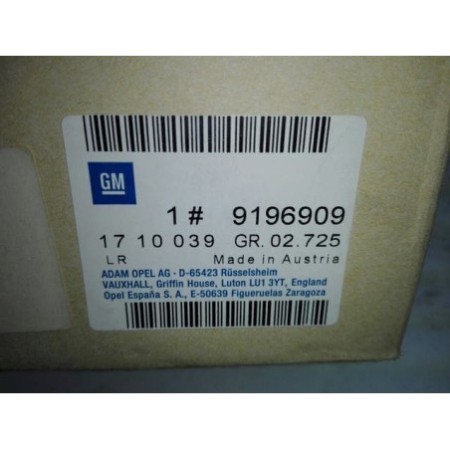 GM
1# 9196909
17 10 039 GR. 02.725
LR Made in Austria
ADAM OPEL AG · D-65423 Rüsselsheim
VAUXHALL, Griffin House, Luton LU1 3YT, England
Opel España S. A., E-50639 Figueruelas Zaragoza